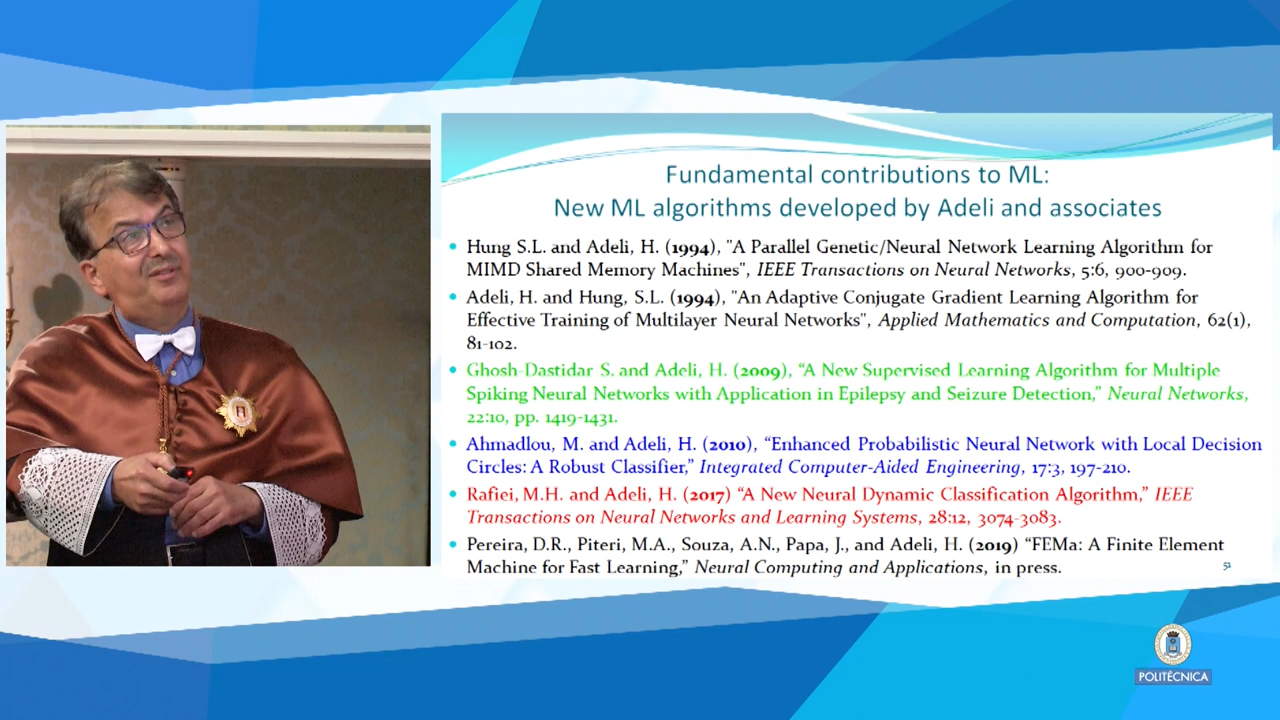 Fundamental contributions to ML:
New ML algorithms developed by Adeli and associates
• Hung S.L. and Adeli, H. (1994), "A Parallel Genetic/Neural Network Learning Algorithm for
MIMD Shared Memory Machines", IEEE Transactions on Neural Networks, 5:6, 900-909.
• Adeli, H. and Hung, S.L. (1994), "An Adaptive Conjugate Gradient Learning Algorithm for
Effective Training of Multilayer Neural Networks", Applied Mathematics and Computation, 62(1),
81-102.
• Ghosh-Dastidar S. and Adeli, H. (2009), “A New Supervised Learning Algorithm for Multiple
Spiking Neural Networks with Application in Epilepsy and Seizure Detection,” Neural Networks,
22:10, pp. 1419-1431.
• Ahmadlou, M. and Adeli, H. (2010), “Enhanced Probabilistic Neural Network with Local Decision
Circles: A Robust Classifier,” Integrated Computer-Aided Engineering, 17:3, 197-210.
• Rafiei, M.H. and Adeli, H. (2017) “A New Neural Dynamic Classification Algorithm,” IEEE
Transactions on Neural Networks and Learning Systems, 28:12, 3074-3083.
• Pereira, D.R., Piteri, M.A., Souza, A.N., Papa, J., and Adeli, H. (2019) “FEMa: A Finite Element
Machine for Fast Learning,” Neural Computing and Applications, in press.
51
POLITÉCNICA